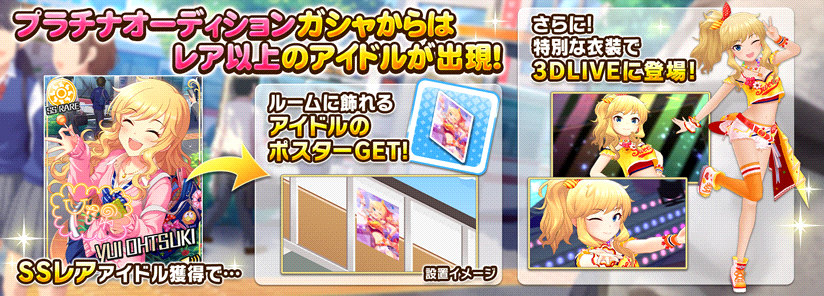 プラチナオーディションガシャからは
レア以上のアイドルが出現!
SS RARE
YUI OHTSUKI
SSレアアイドル獲得で…
ルームに飾れる
アイドルの
ポスターGET!
設置イメージ
さらに!
特別な衣装で
3DLIVEに登場!